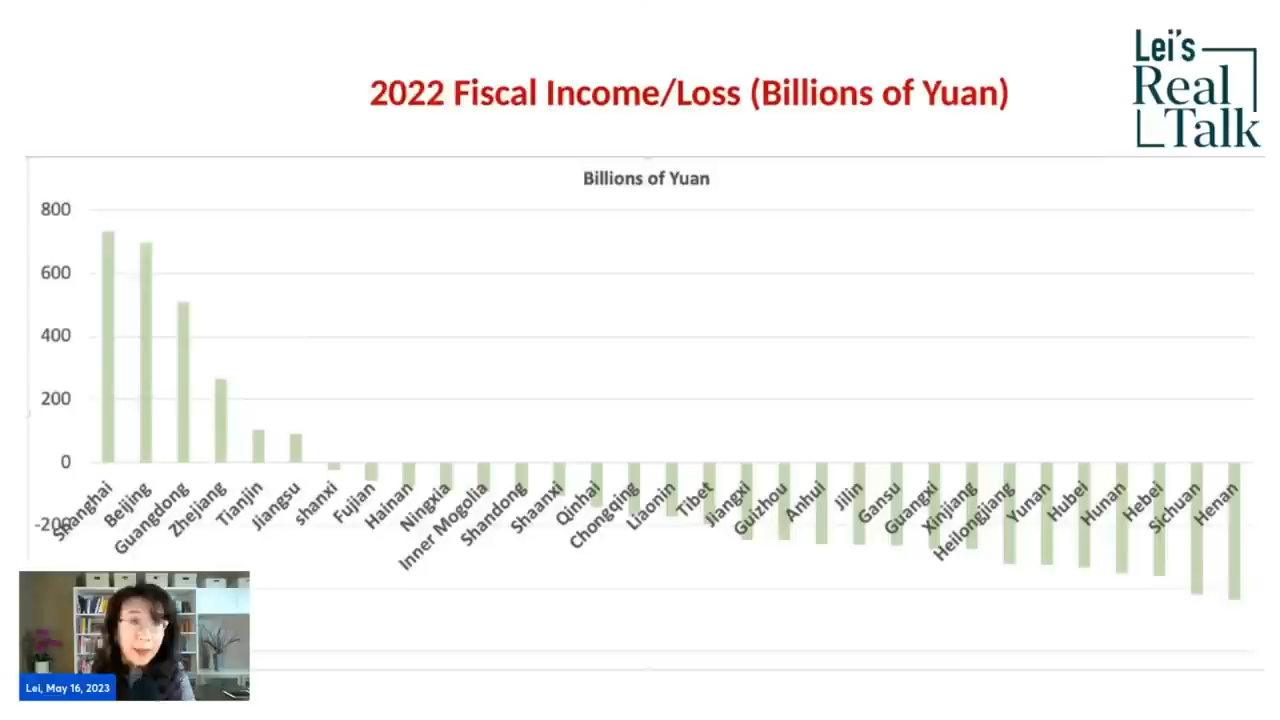 Lei's
Real
Talk
2022 Fiscal Income/Loss (Billions of Yuan)
Billions of Yuan
800
600
400
200
0
-200
Shanghai
Beijing
Guangdong
Zhejiang
Tianjin
Jiangsu
shanxi
Fujian
Hainan
Ningxia
Inner Mogolia
Shandong
Shaanxi
Qinhai
Chongqing
Liaonin
Tibet
Jiangxi
Guizhou
Anhui
Jilin
Gansu
Guangxi
Xinjiang
Heilongjiang
Yunan
Hubei
Hunan
Hebei
Sichuan
Henan
Lei, May 16, 2023